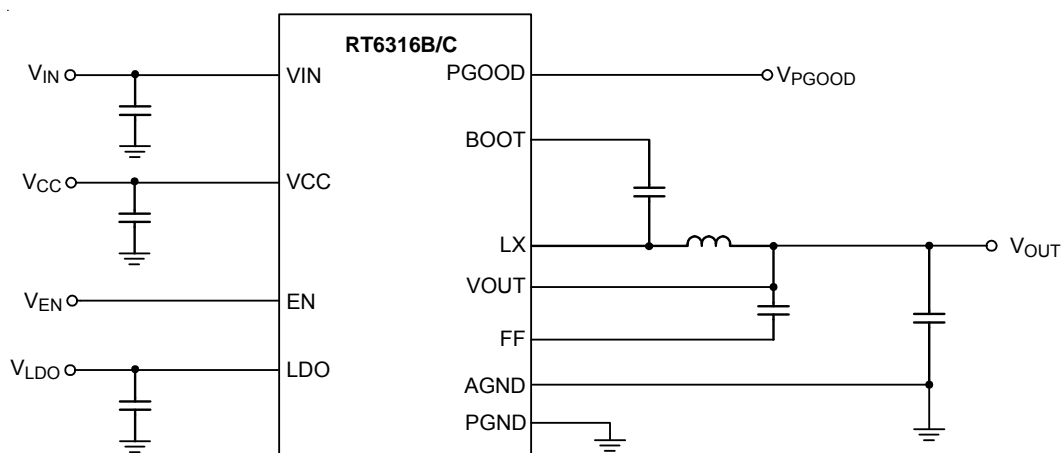 RT6316B/C
VIN
VIN
PGOOD
VPGOOD
BOOT
VCC
VCC
LX
VOUT
VOUT
VEN
EN
FF
VLDO
LDO
AGND
PGND